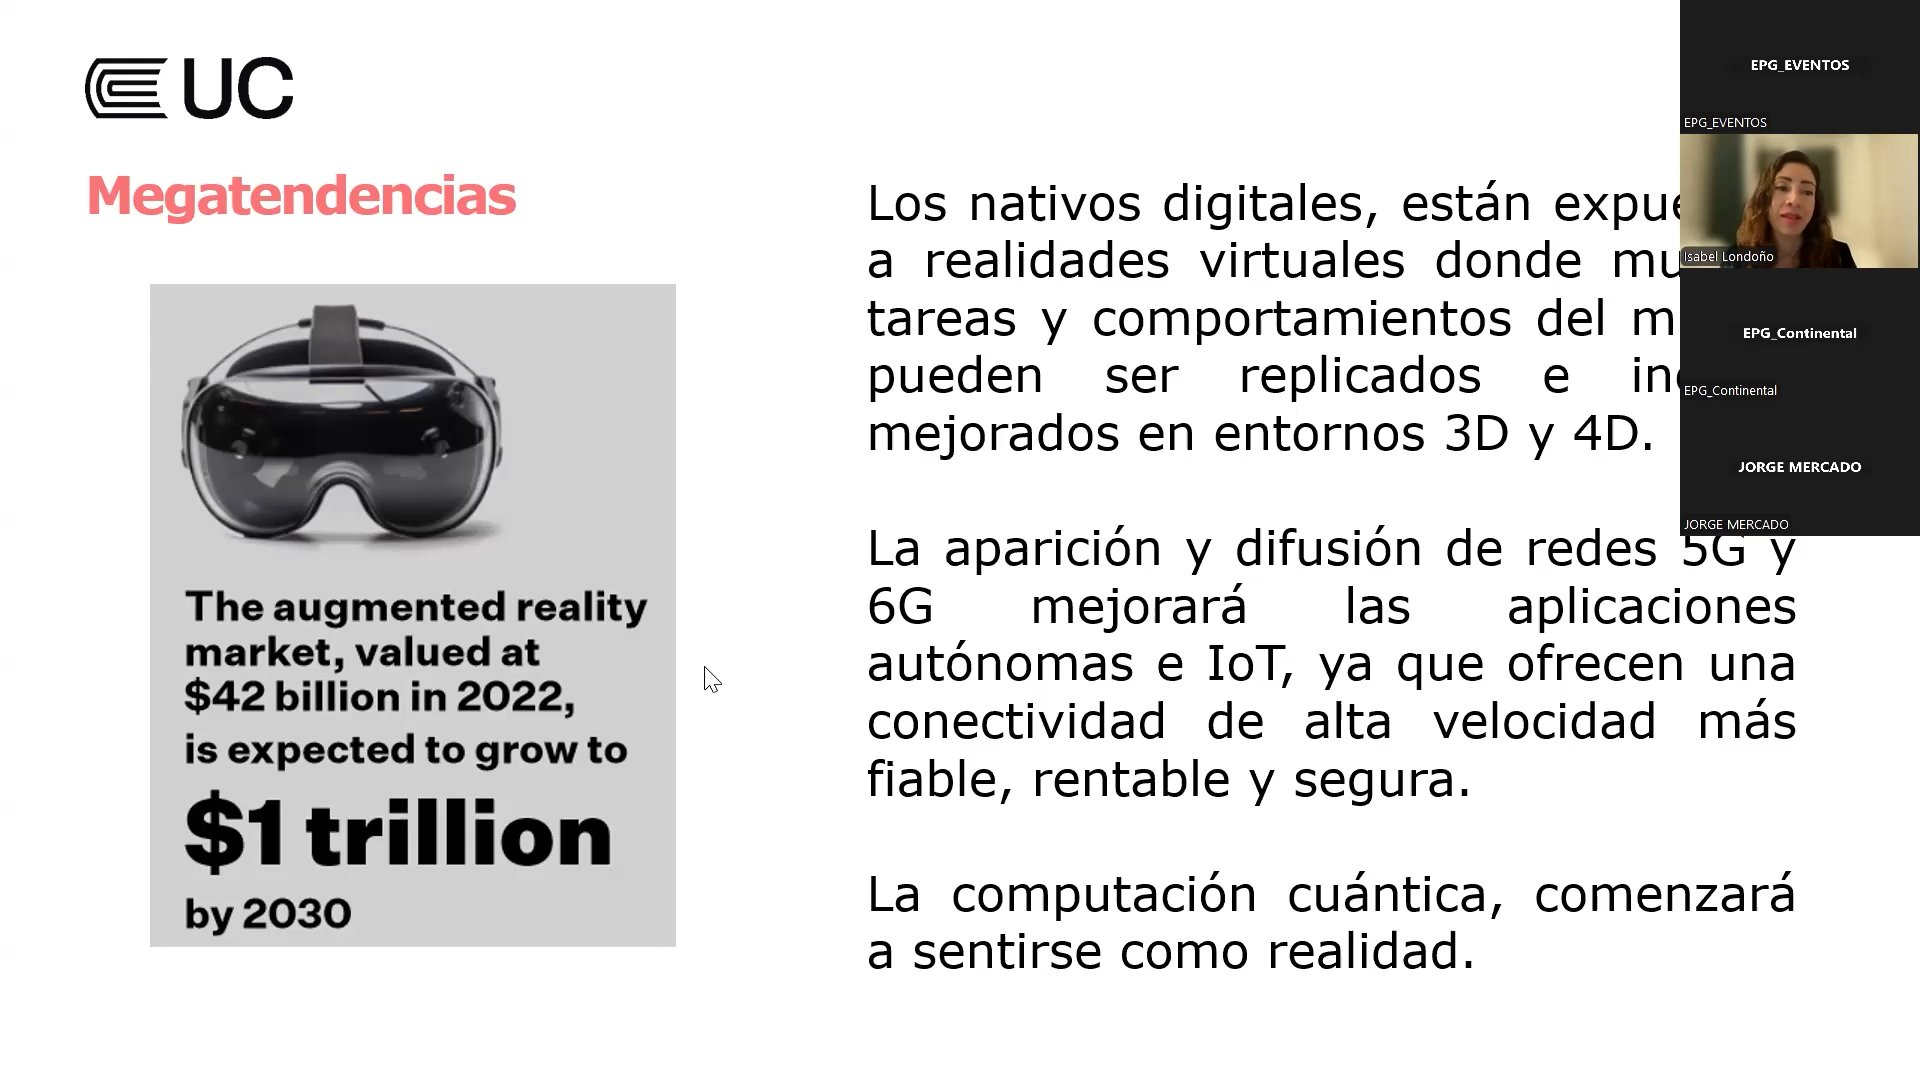 UC
Megatendencias
The augmented reality
market, valued at
$42 billion in 2022,
is expected to grow to
$1 trillion
by 2030
Los nativos digitales, están
a realidades virtuales donde
tareas y comportamientos del
pueden ser replicados e
mejorados en entornos 3D y 4D.
La aparición y difusión de redes 5G y
6G mejorará las aplicaciones
autónomas e IoT, ya que ofrecen una
conectividad de alta velocidad más
fiable, rentable y segura.
La computación cuántica, comenzará
a sentirse como realidad.
EPG_EVENTOS
EPG_EVENTOS
Isabel Londoño
EPG_Continental
EPG_Continental
JORGE MERCADO
JORGE MERCADO